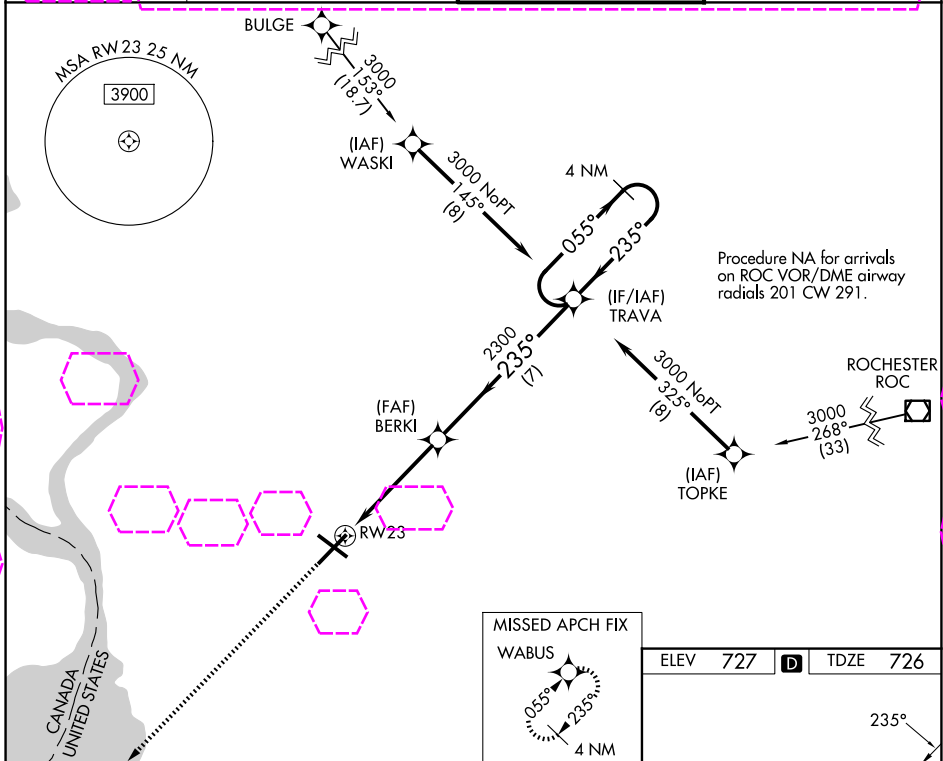 BULGE
MSA RW23 25 NM
3900
3000
153°
(18.7)
(IAF)
WASKI
3000 NoPT
145°
(8)
4 NM
055°
235°
Procedure NA for arrivals
on ROC VOR/DME airway
radials 201 CW 291.
(IF/IAF)
TRAVA
2300
235°
(7)
3000 NoPT
325°
(8)
ROCHESTER
ROC
3000
268°
(33)
(FAF)
BERKI
(IAF)
TOPKE
RW23
CANADA
UNITED STATES
MISSED APCH FIX
WABUS
055°
235°
4 NM
ELEV 727 D TDZE 726
235°